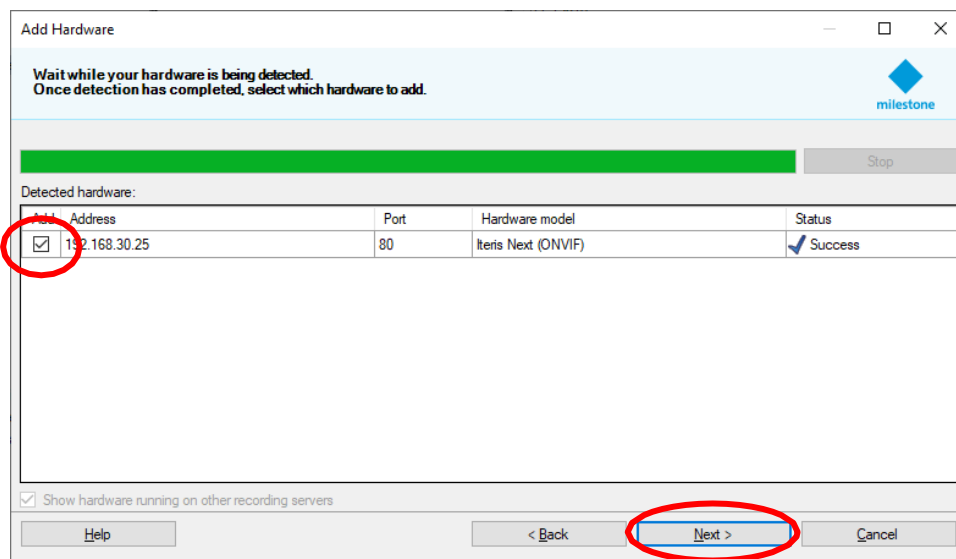 Add Hardware
Wait while your hardware is being detected.
Once detection has completed, select which hardware to add.
milestone
Stop
Detected hardware:
Add Address Port Hardware model Status
192.168.30.25 80 Iteris Next (ONVIF) Success
Show hardware running on other recording servers
Help < Back Next > Cancel